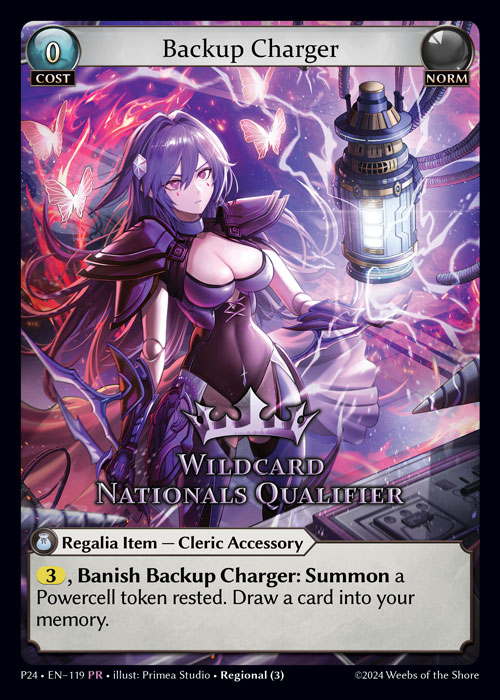 0
Backup Charger
COST
NORM
WILDCARD
NATIONALS QUALIFIER
Regalia Item — Cleric Accessory
3, Banish Backup Charger: Summon a
Powercell token rested. Draw a card into your
memory.
P24 • EN–119 PR • illust: Primea Studio • Regional (3)
©2024 Weebs of the Shore